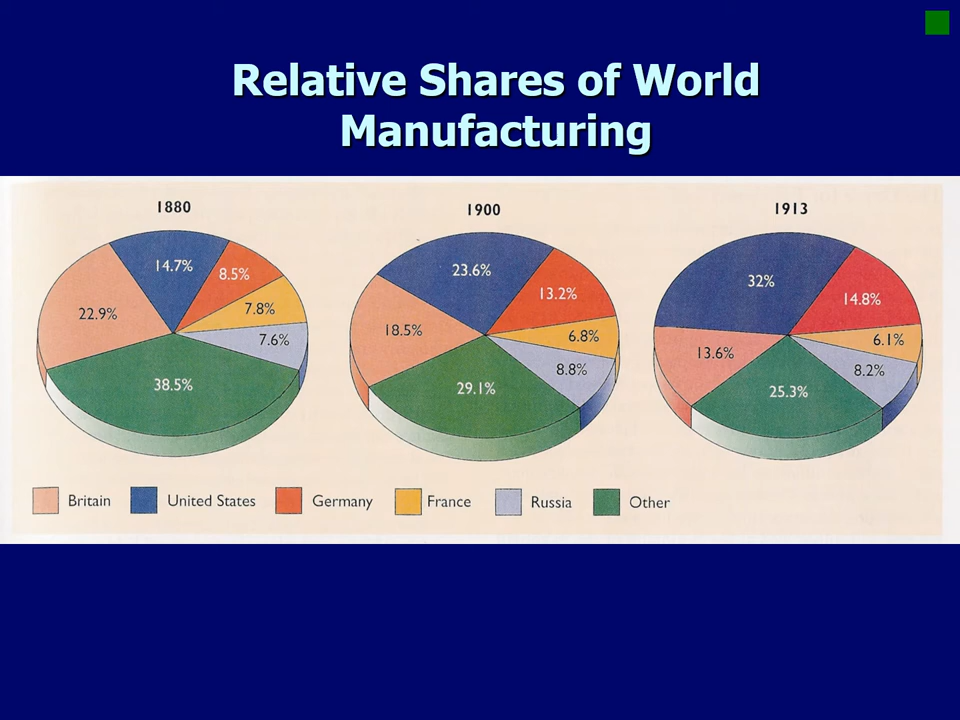 Relative Shares of World
Manufacturing
1880
1900
1913
14.7%
8.5%
7.8%
7.6%
38.5%
22.9%
23.6%
13.2%
6.8%
8.8%
29.1%
18.5%
32%
14.8%
6.1%
8.2%
25.3%
13.6%
Britain
United States
Germany
France
Russia
Other